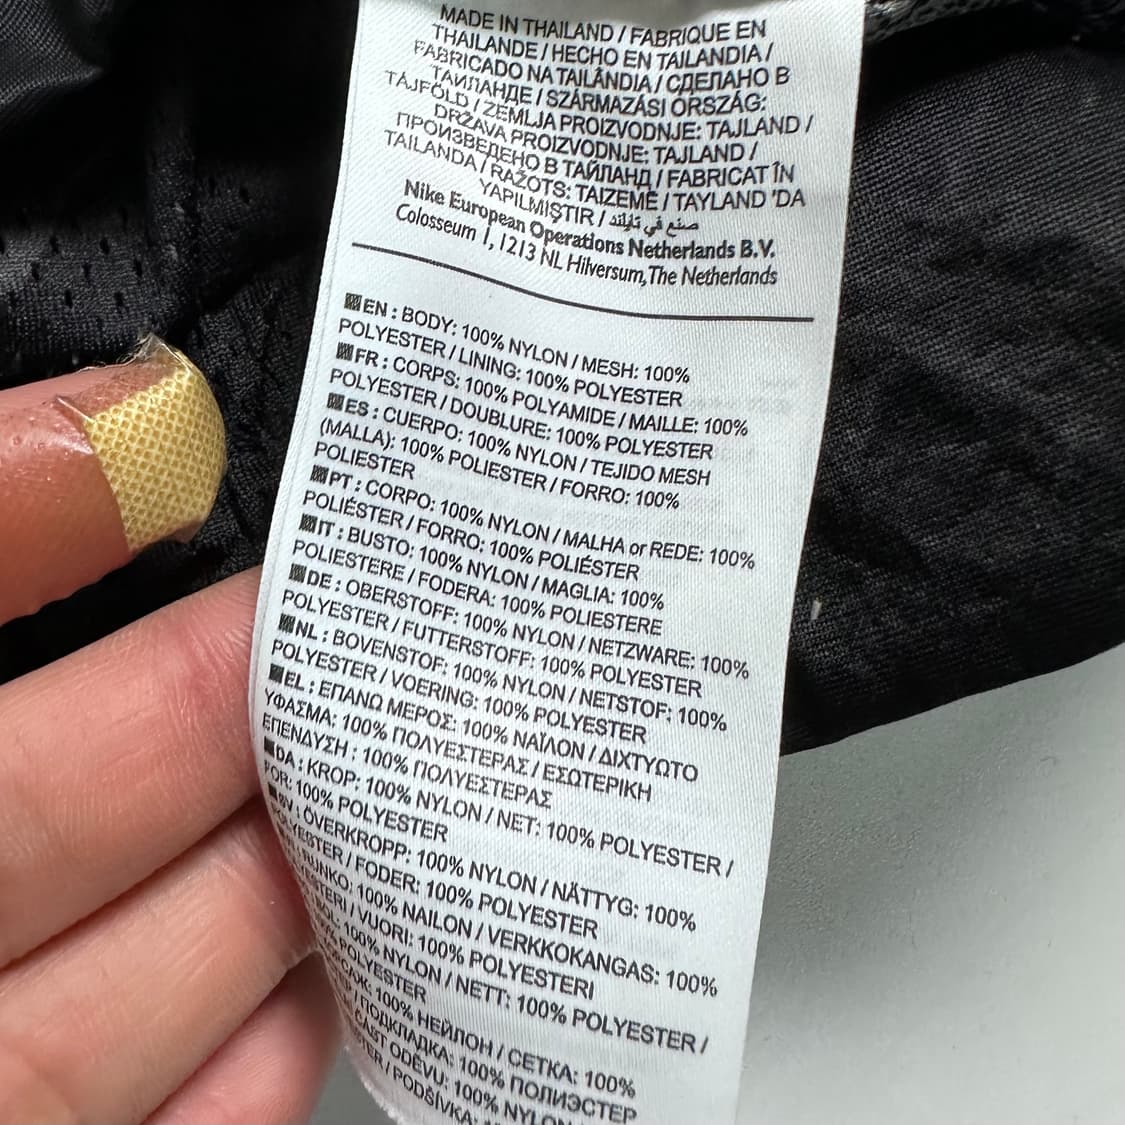 MADE IN THAILAND / FABRIQUE EN
THAILANDE / HECHO EN TAILANDIA /
FABRICADO NA TAILÂNDIA / СДЕЛАНО В
ТАИЛАНДЕ / SZÁRMAZÁSI ORSZÁG:
TÁJFÖLD / ZEMLJA PROIZVODNJE: TAJLAND /
DRŽAVA PROIZVODNJE: TAJLAND /
ПРОИЗВЕДЕНО В ТАЙЛАНД / FABRICAT ÎN
TAILANDA / RAŽOTS: TAIZEMĒ / TAYLAND 'DA
YAPILMIŞTIR / صنع في تايلند
Nike European Operations Netherlands B.V.
Colosseum 1, 1213 NL Hilversum, The Netherlands
EN : BODY: 100% NYLON / MESH: 100%
POLYESTER / LINING: 100% POLYESTER
FR : CORPS: 100% POLYAMIDE / MAILLE: 100%
POLYESTER / DOUBLURE: 100% POLYESTER
ES : CUERPO: 100% NYLON / TEJIDO MESH
(MALLA): 100% POLIESTER / FORRO: 100%
POLIESTER
PT : CORPO: 100% NYLON / MALHA or REDE: 100%
POLIÉSTER / FORRO: 100% POLIÉSTER
IT : BUSTO: 100% NYLON / MAGLIA: 100%
POLIESTERE / FODERA: 100% POLIESTERE
DE : OBERSTOFF: 100% NYLON / NETZWARE: 100%
POLYESTER / FUTTERSTOFF: 100% POLYESTER
NL : BOVENSTOF: 100% NYLON / NETSTOF: 100%
POLYESTER / VOERING: 100% POLYESTER
EL : ΕΠΑΝΩ ΜΕΡΟΣ: 100% ΝΑΪΛΟΝ / ΔΙΧΤΥΩΤΟ
ΥΦΑΣΜΑ: 100% ΠΟΛΥΕΣΤΕΡΑΣ / ΕΣΩΤΕΡΙΚΗ
ΕΠΕΝΔΥΣΗ : 100% ΠΟΛΥΕΣΤΕΡΑΣ
DA : KROP: 100% NYLON / NET: 100% POLYESTER /
FOR: 100% POLYESTER
SV : ÖVERKROPP: 100% NYLON / NÄTTYG: 100%
POLYESTER / FODER: 100% POLYESTER
RUNKO: 100% NAILON / VERKKOKANGAS: 100%
/ VUORI: 100% POLYESTERI
100% NYLON / NETT: 100% POLYESTER /
POLYESTER
100% НЕЙЛОН / СЕТКА: 100%
/ ПОДКЛАДКА: 100% ПОЛИЭСТЕР
ČÁST ODĚVU: 100% NYLON
/ PODŠÍVKA: 100%